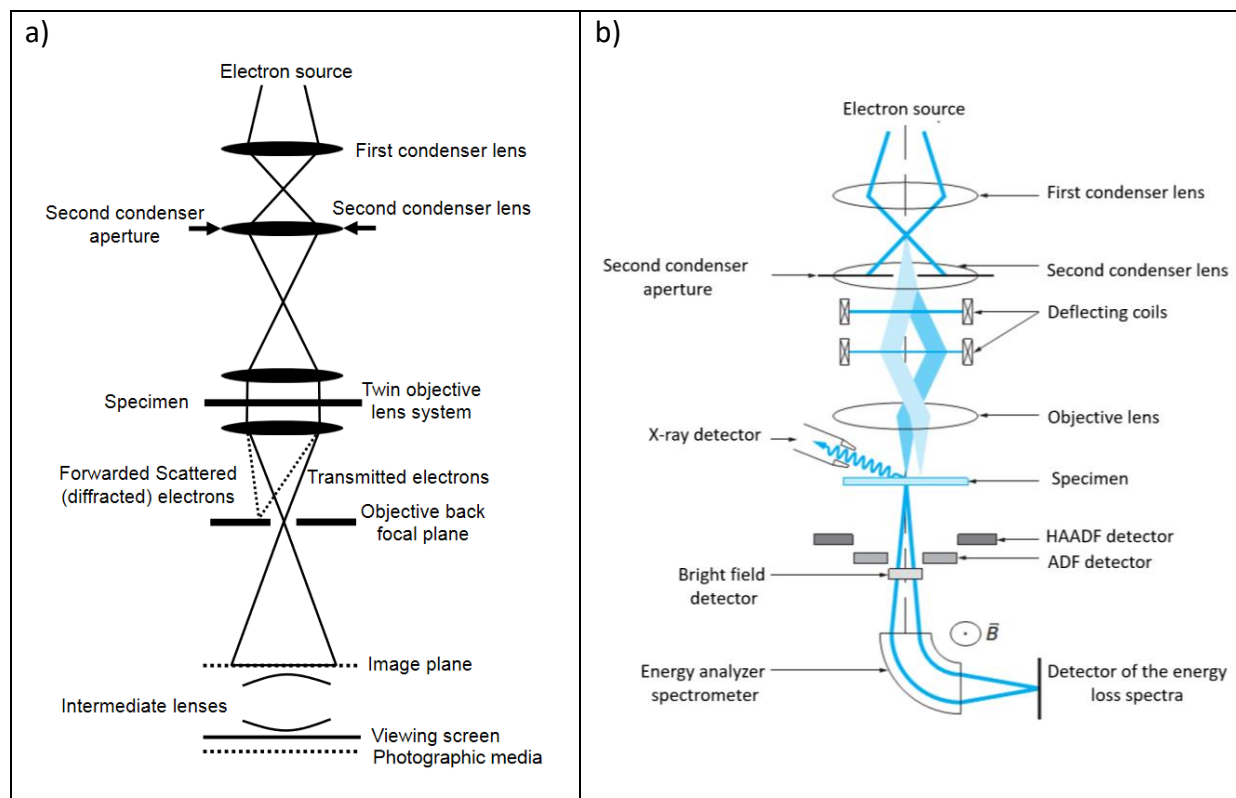 a)
Electron source
First condenser lens
Second condenser
aperture
Second condenser lens
Specimen
Twin objective
lens system
Forwarded Scattered
(diffracted) electrons
Transmitted electrons
Objective back
focal plane
Image plane
Intermediate lenses
Viewing screen
Photographic media
b)
Electron source
First condenser lens
Second condenser
aperture
Second condenser lens
Deflecting coils
Objective lens
X-ray detector
Specimen
HAADF detector
ADF detector
Bright field
detector
B̄
Energy analyzer
spectrometer
Detector of the energy
loss spectra